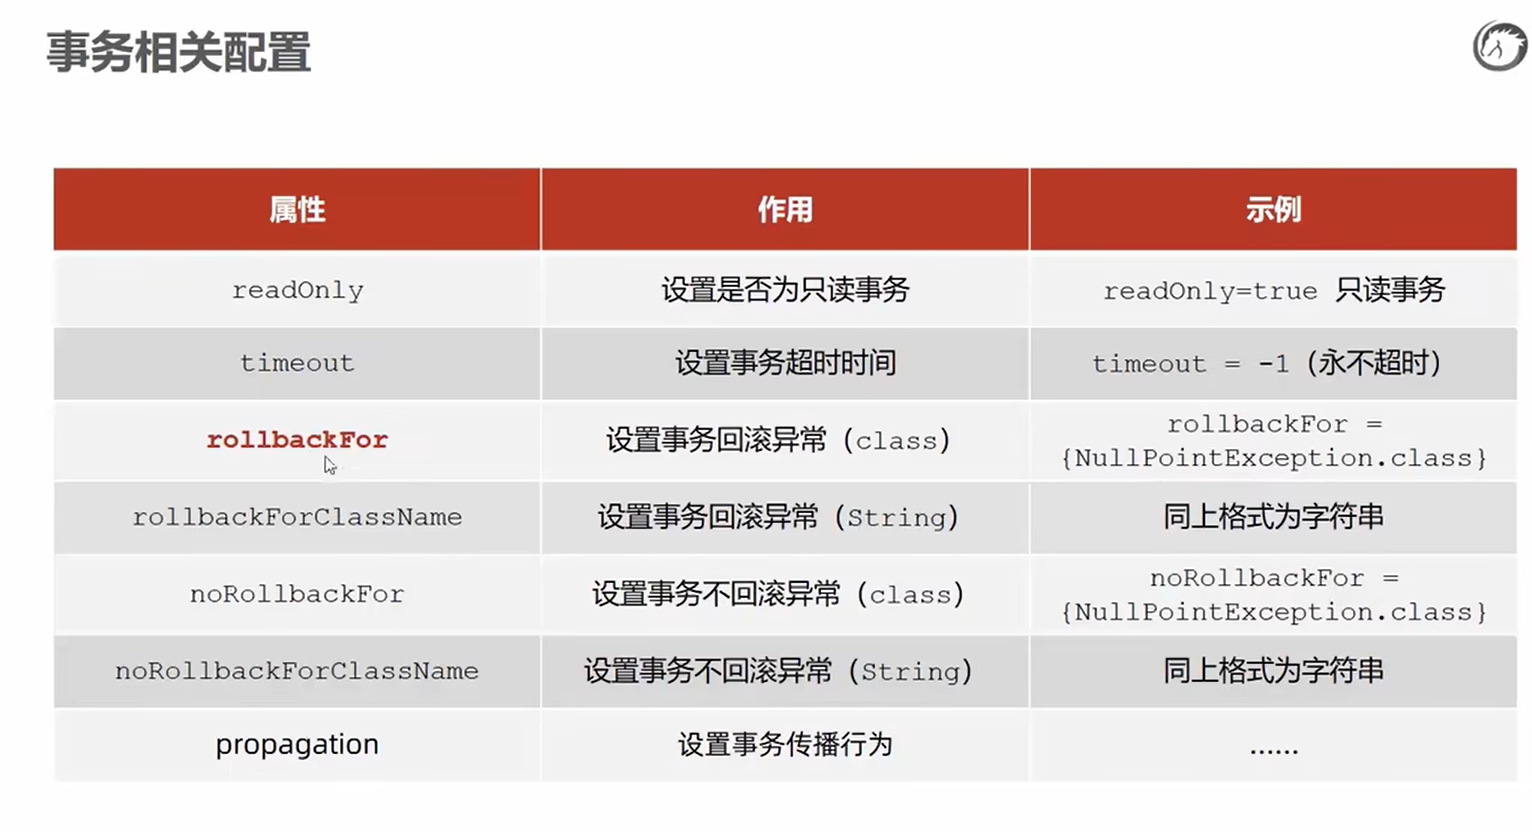 事务相关配置
属性 作用 示例
readOnly 设置是否为只读事务 readOnly=true 只读事务
timeout 设置事务超时时间 timeout = -1（永不超时）
rollbackFor 设置事务回滚异常（class） rollbackFor =
{NullPointException.class}
rollbackForClassName 设置事务回滚异常（String） 同上格式为字符串
noRollbackFor 设置事务不回滚异常（class） noRollbackFor =
{NullPointException.class}
noRollbackForClassName 设置事务不回滚异常（String） 同上格式为字符串
propagation 设置事务传播行为 ……